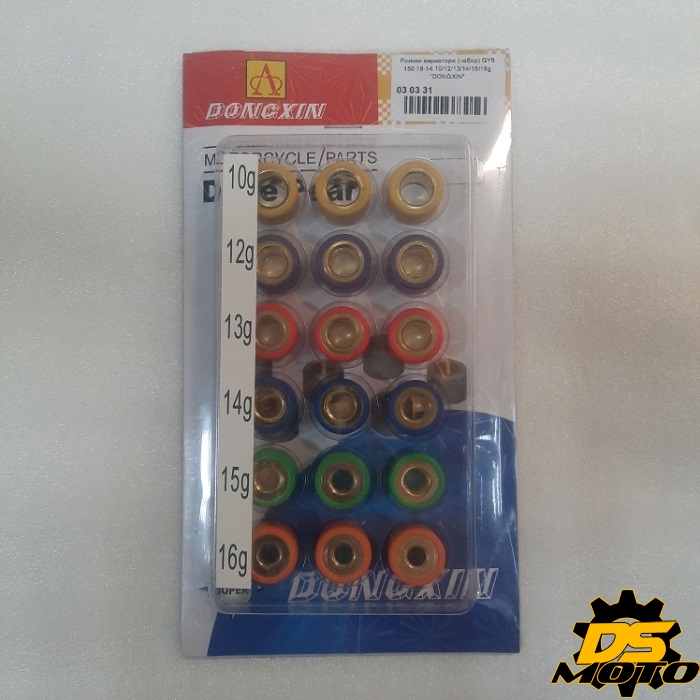 Ролики вариатора (набор) GY6
150 18-14 10/12/13/14/15/16g
"DONGXIN"
03 03 31
DONGXIN
MOTORCYCLE/PARTS
10g
12g
13g
14g
15g
16g
DONGXIN
SUPER
DS
MOTO